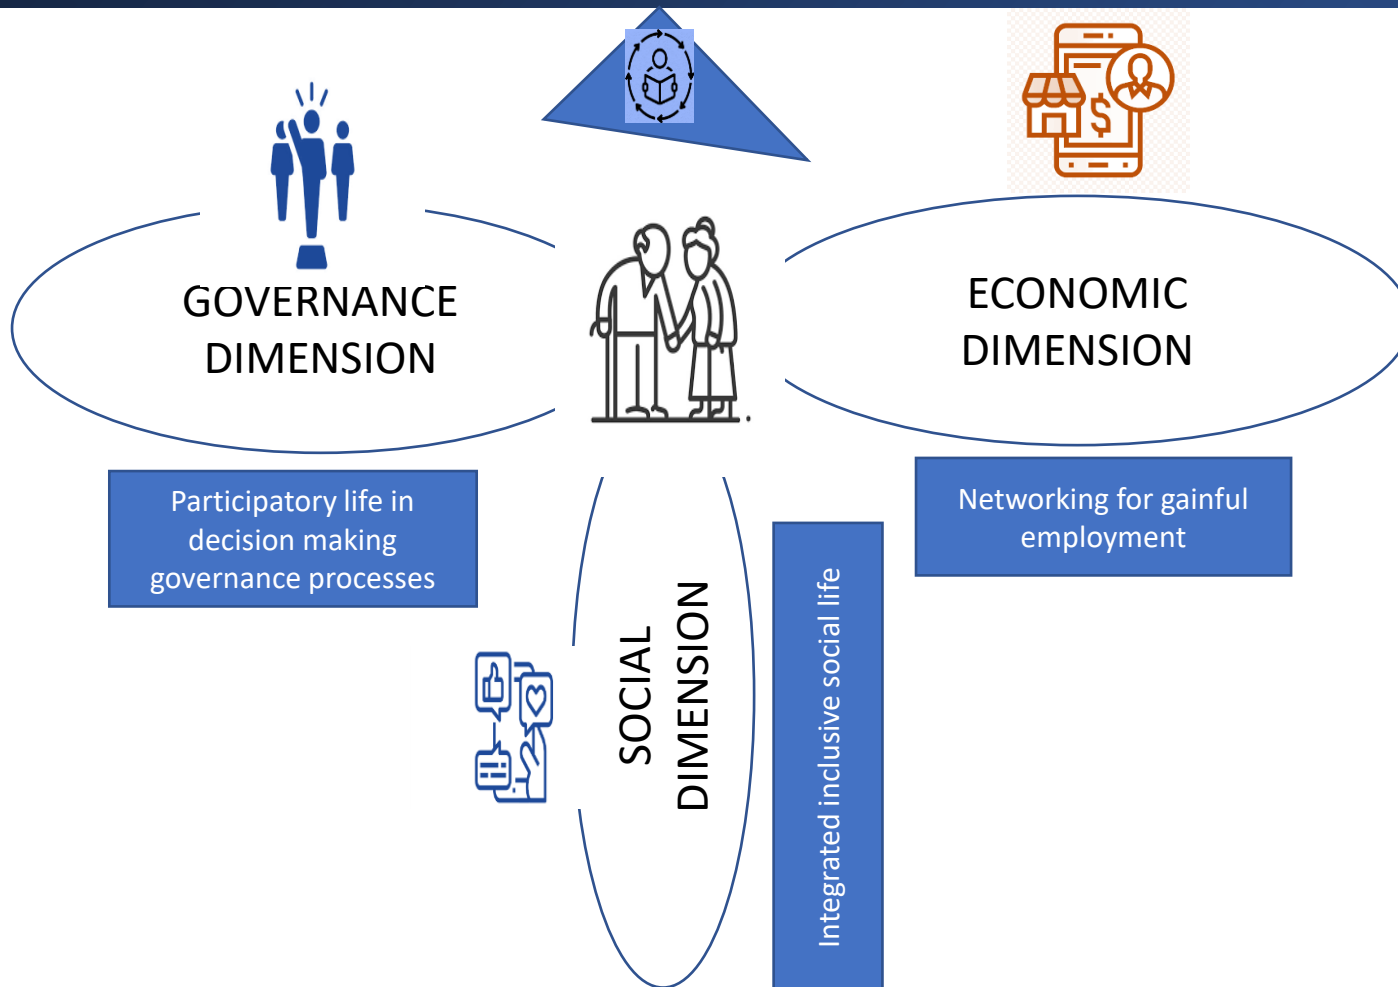 GOVERNANCE
DIMENSION
ECONOMIC
DIMENSION
Participatory life in
decision making
governance processes
Networking for gainful
employment
SOCIAL
DIMENSION
Integrated inclusive social life